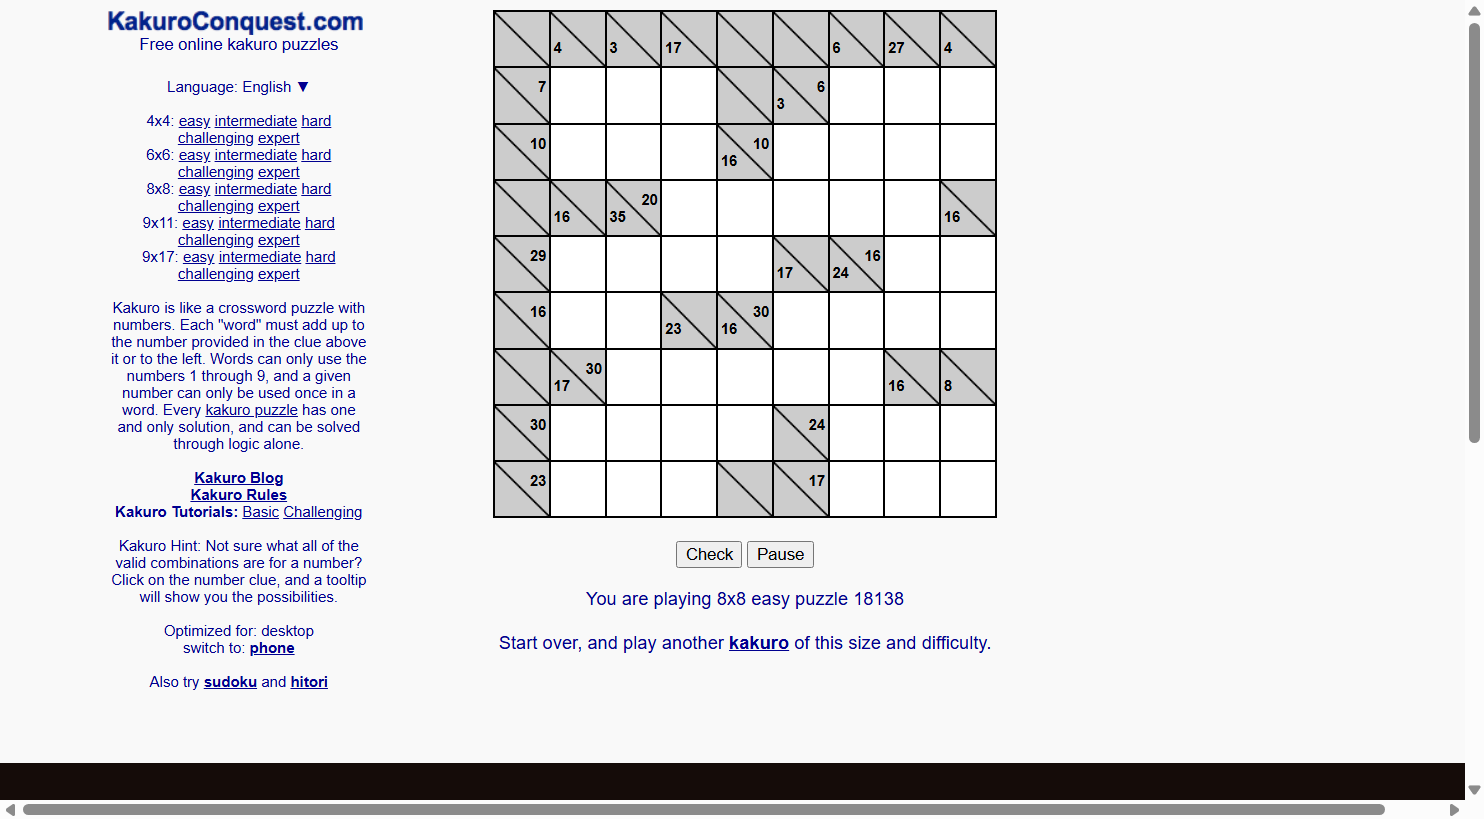 KakuroConquest.com
Free online kakuro puzzles
Language: English ▼
4x4: easy intermediate hard
challenging expert
6x6: easy intermediate hard
challenging expert
8x8: easy intermediate hard
challenging expert
9x11: easy intermediate hard
challenging expert
9x17: easy intermediate hard
challenging expert
Kakuro is like a crossword puzzle with
numbers. Each "word" must add up to
the number provided in the clue above
it or to the left. Words can only use the
numbers 1 through 9, and a given
number can only be used once in a
word. Every kakuro puzzle has one
and only solution, and can be solved
through logic alone.
Kakuro Blog
Kakuro Rules
Kakuro Tutorials: Basic Challenging
Kakuro Hint: Not sure what all of the
valid combinations are for a number?
Click on the number clue, and a tooltip
will show you the possibilities.
Optimized for: desktop
switch to: phone
Also try sudoku and hitori
4 3 17 6 27 4
7 3 6
10 16 10
16 35 20 16
29 17 24 16
16 23 16 30
17 30 16 8
30 24
23 17
Check Pause
You are playing 8x8 easy puzzle 18138
Start over, and play another kakuro of this size and difficulty.